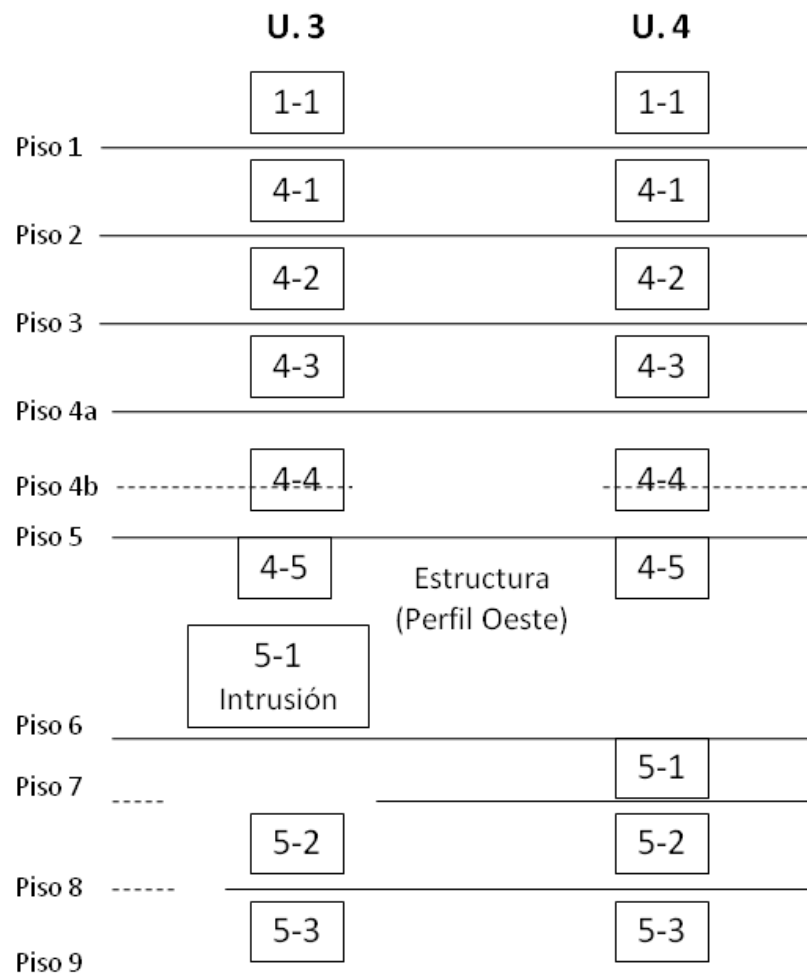 U. 3 U. 4
1-1 1-1
Piso 1
4-1 4-1
Piso 2
4-2 4-2
Piso 3
4-3 4-3
Piso 4a
4-4 4-4
Piso 4b
Piso 5
4-5 4-5
Estructura
(Perfil Oeste)
5-1
Intrusión
Piso 6
5-1
Piso 7
5-2 5-2
Piso 8
5-3 5-3
Piso 9